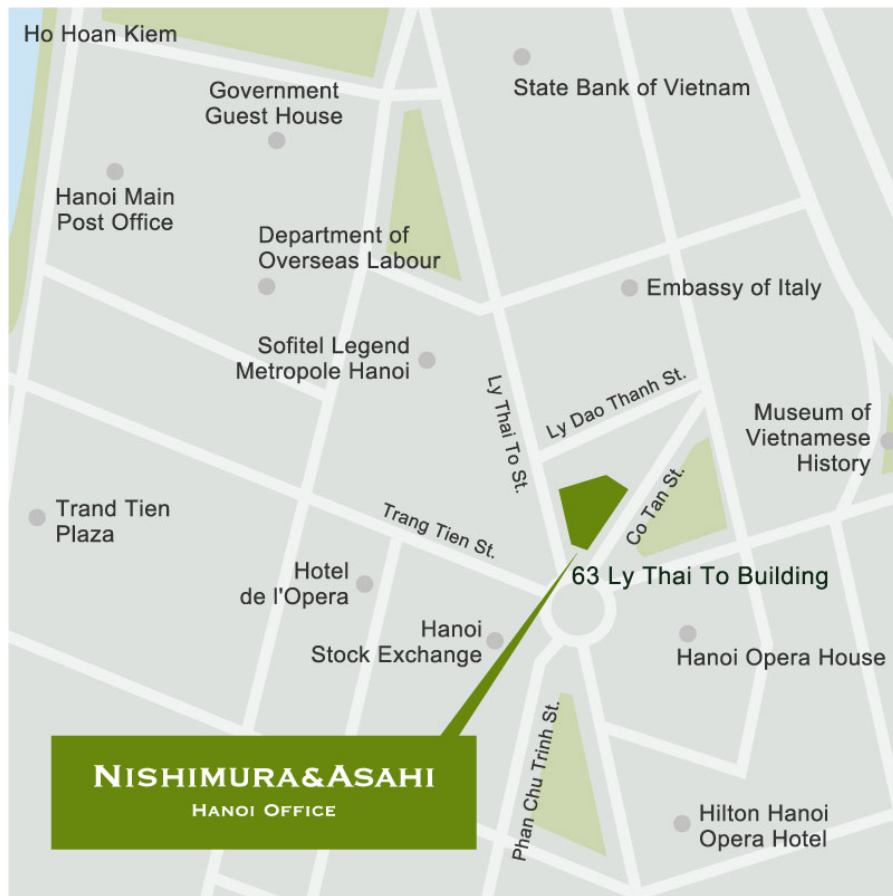 Ho Hoan Kiem
Government
Guest House
State Bank of Vietnam
Hanoi Main
Post Office
Department of
Overseas Labour
Embassy of Italy
Sofitel Legend
Metropole Hanoi
Ly Thai To St.
Ly Dao Thanh St.
Museum of
Vietnamese
History
Co Tan St.
Trand Tien
Plaza
Trang Tien St.
63 Ly Thai To Building
Hotel
de l'Opera
Hanoi
Stock Exchange
Hanoi Opera House
Phan Chu Trinh St.
NISHIMURA&ASAHI
HANOI OFFICE
Hilton Hanoi
Opera Hotel